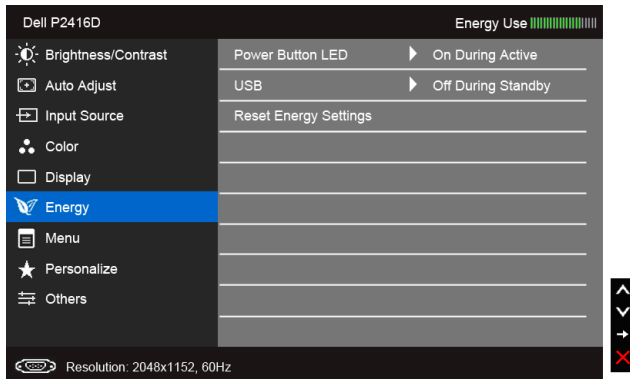 Dell P2416D
Energy Use
Brightness/Contrast
Power Button LED
On During Active
Auto Adjust
USB
Off During Standby
Input Source
Reset Energy Settings
Color
Display
Energy
Menu
Personalize
Others
Resolution: 2048x1152, 60Hz